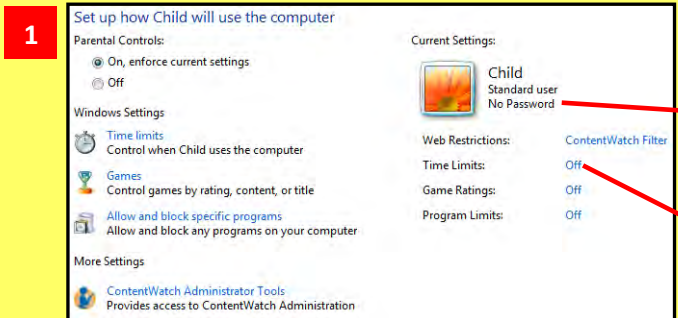 1
Set up how Child will use the computer
Parental Controls:
On, enforce current settings
Off
Windows Settings
Time limits
Control when Child uses the computer
Games
Control games by rating, content, or title
Allow and block specific programs
Allow and block any programs on your computer
More Settings
ContentWatch Administrator Tools
Provides access to ContentWatch Administration
Current Settings:
Child
Standard user
No Password
Web Restrictions: ContentWatch Filter
Time Limits: Off
Game Ratings: Off
Program Limits: Off